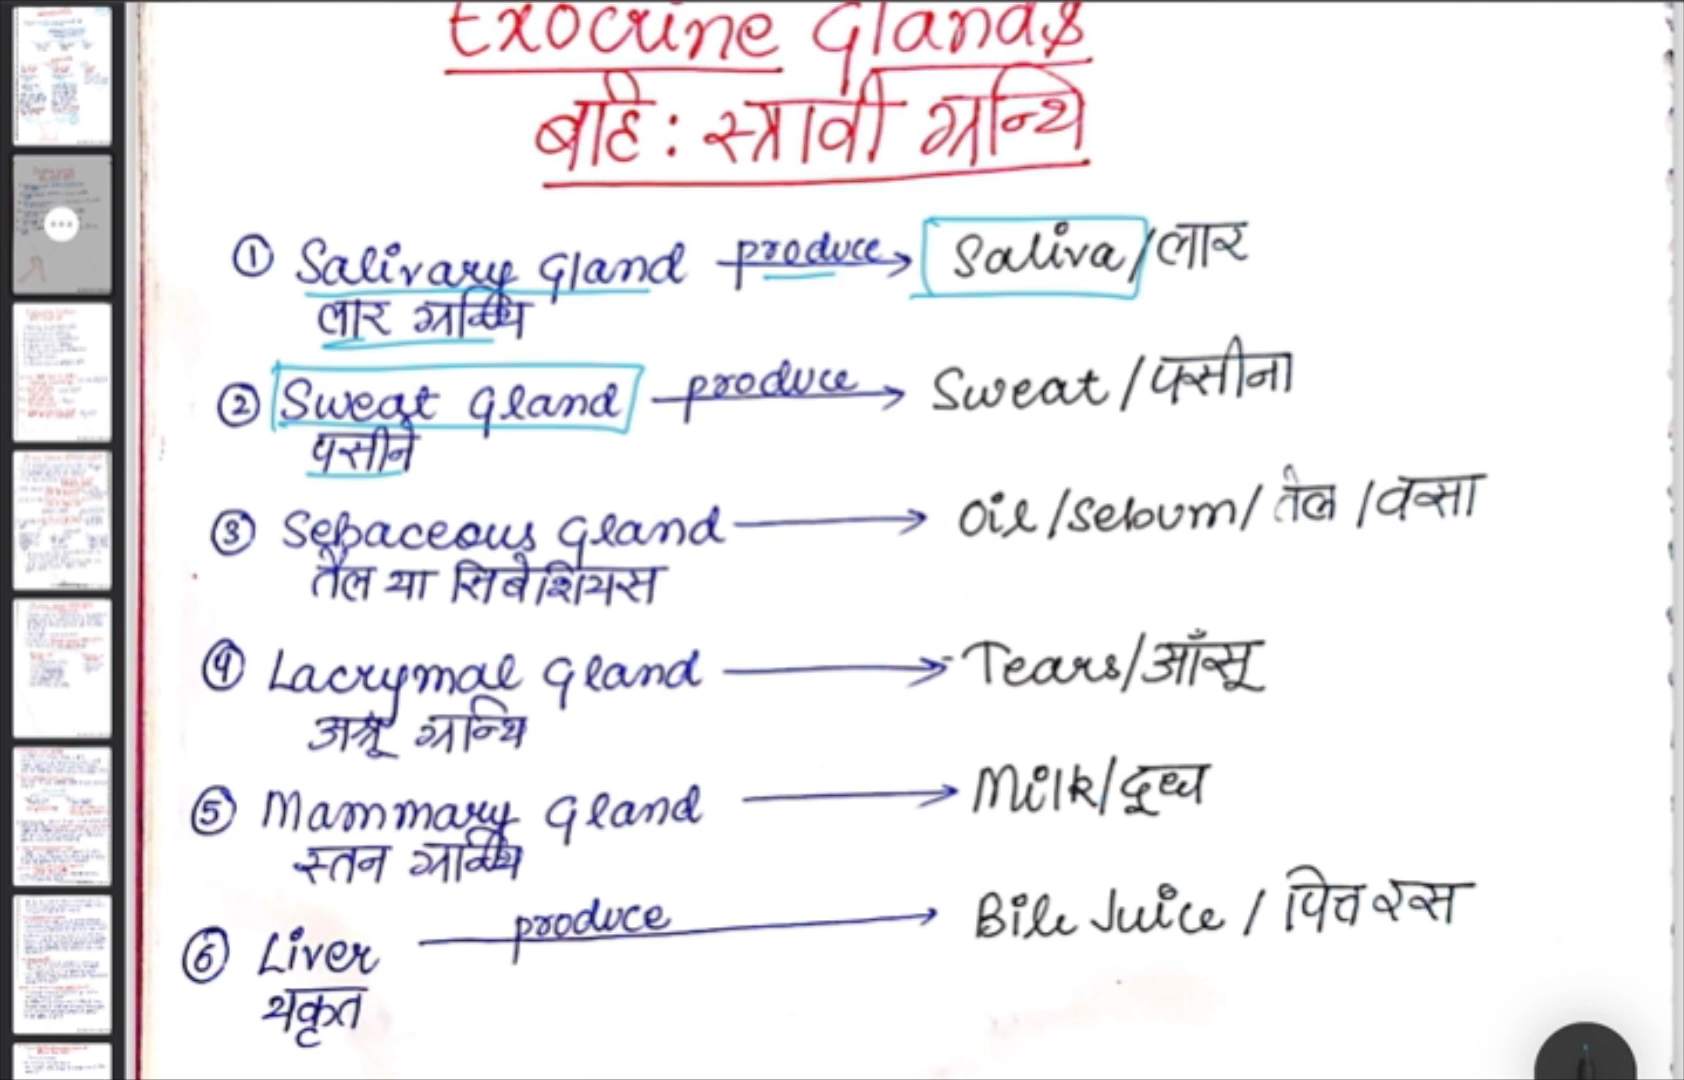 Exocrine Glands
बहि: स्त्रावी ग्रन्थि
① Salivary Gland produce → Saliva/लार
लार ग्रन्थि
② Sweat Gland produce → Sweat/पसीना
पसीने
③ Sebaceous Gland → Oil/Sebum/तेल/वसा
तैल या सिबेशियस
④ Lacrymal Gland → Tears/आँसू
अश्रू ग्रन्थि
⑤ Mammary Gland → Milk/दूध
स्तन ग्रन्थि
⑥ Liver produce → Bile Juice/पित्त रस
यकृत